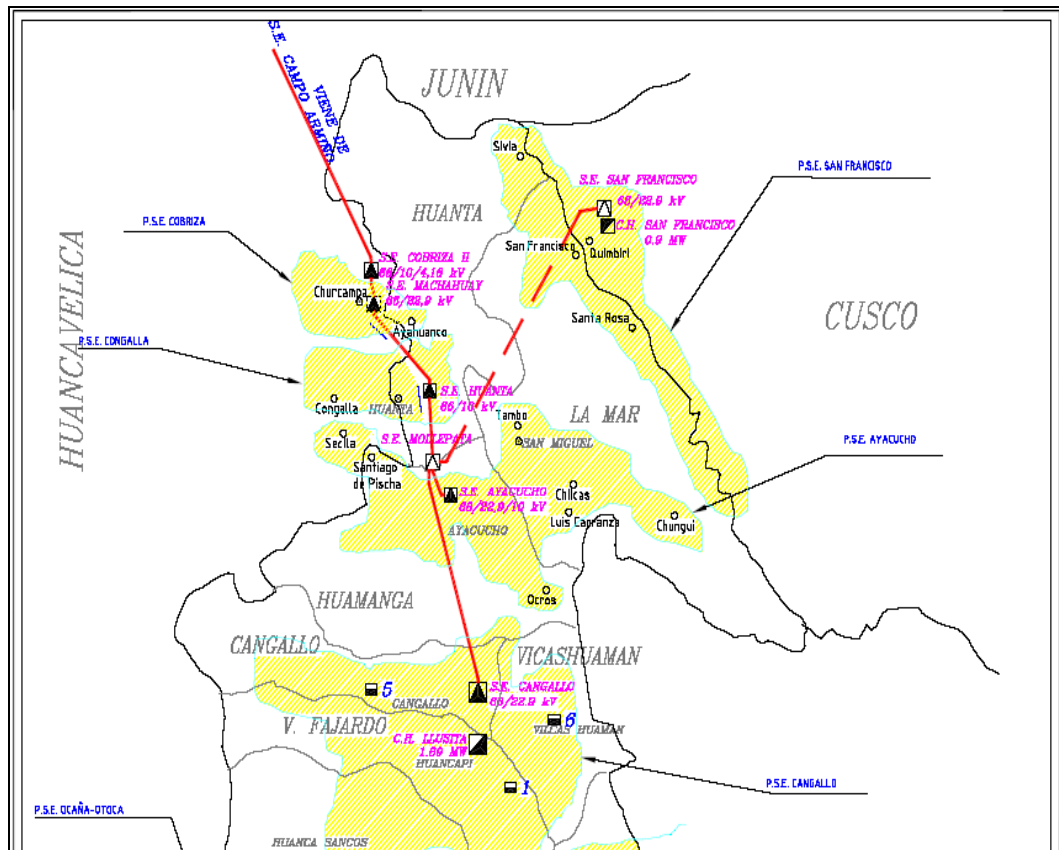 S.E. CAMPO ARMIÑO
VIENE DE
JUNIN
Sivia
P.S.E. SAN FRANCISCO
S.E. SAN FRANCISCO
66/22.9 kV
HUANTA
C.H. SAN FRANCISCO
0.9 MW
P.S.E. COBRIZA
San Francisco
Quimbiri
HUANCAVELICA
S.E. COBRIZA II
66/10/4,16 kV
S.E. MACHAHUAY
66/22,9 kV
Churcampa
CUSCO
Ayahuanco
Santa Rosa
P.S.E. CONGALLA
S.E. HUANTA
66/10 kV
Congalla
HUANTA
LA MAR
Tambo
S.E. MOLLEPATA
SAN MIGUEL
P.S.E. AYACUCHO
Seclla
Santiago
de Pischa
S.E. AYACUCHO
66/22,9/10 kV
Chilcas
Luis Carranza
Chungui
AYACUCHO
Ocros
HUAMANGA
CANGALLO
VICASHUAMAN
S.E. CANGALLO
66/22.9 kV
5
CANGALLO
6
V. FAJARDO
VILCAS HUAMAN
C.H. LLUSITA
1.69 MW
HUANCAPI
1
P.S.E. CANGALLO
P.S.E. OCAÑA-OTOCA
HUANCA SANCOS